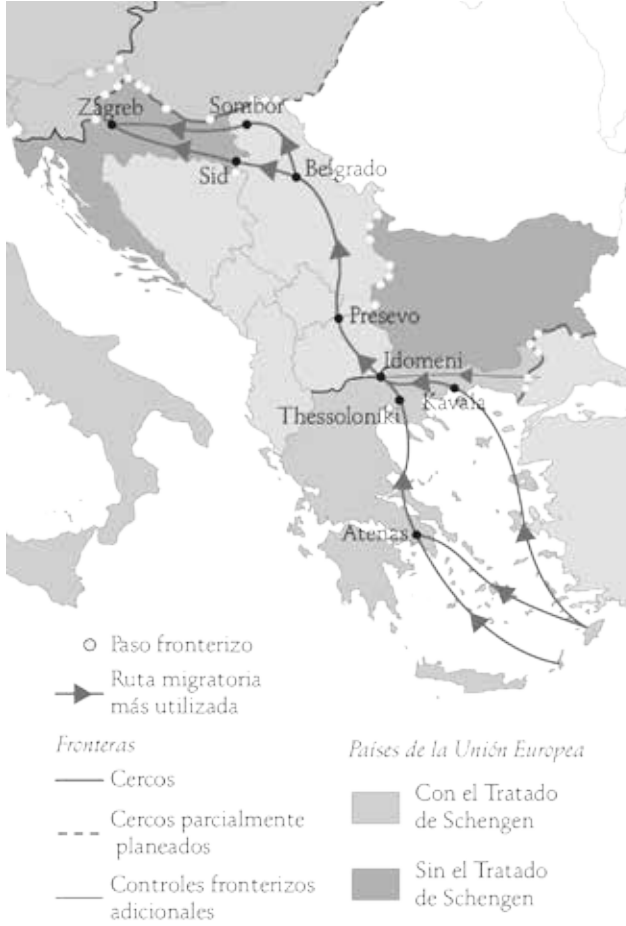 Zagreb
Sombor
Sid
Belgrado
Presevo
Idomeni
Kavala
Thessoloniki
Atenas
Paso fronterizo
Ruta migratoria
más utilizada
Fronteras
Cercos
Cercos parcialmente
planeados
Controles fronterizos
adicionales
Países de la Unión Europea
Con el Tratado
de Schengen
Sin el Tratado
de Schengen